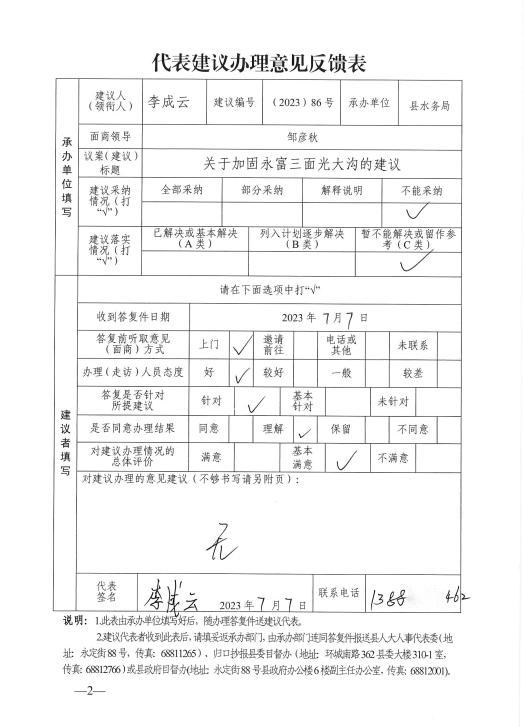 代表建议办理意见反馈表
承办单位填写
建议人（领衔人） 李成云 建议编号 （2023）86号 承办单位 县水务局
面商领导 邹彦秋
议案（建议）标题 关于加固永富三面光大沟的建议
建议采纳情况（打“√”） 全部采纳 部分采纳 解释说明 不能采纳
√
建议落实情况（打“√”） 已解决或基本解决（A类） 列入计划逐步解决（B类） 暂不能解决或留作参考（C类）
√
建议者填写
请在下面选项中打“√”
收到答复件日期 2023年7月7日
答复前听取意见（面商）方式 上门 √ 邀请前往 电话或其他 未联系
办理（走访）人员态度 好 √ 较好 一般 较差
答复是否针对所提建议 针对 √ 基本针对 未针对
是否同意办理结果 同意 理解 √ 保留 不同意
对建议办理情况的总体评价 满意 基本满意 √ 不满意
对建议办理的意见建议（不够书写请另附页）：
无
代表签名 李成云 2023年7月7日 联系电话 1388 462
说明： 1.此表由承办单位填写好后，随办理答复件送建议代表。
2.建议代表者收到此表后，请填妥返承办部门，由承办部门连同答复件报送县人大人事代表委（地
址：永定街88号，传真：68811265）、归口抄报县委目督办（地址：环城南路362县委大楼310-1室，
传真：68812766）或县政府目督办（地址：永定街88号县政府办公楼6楼副主任办公室，传真：68812001）。
—2—